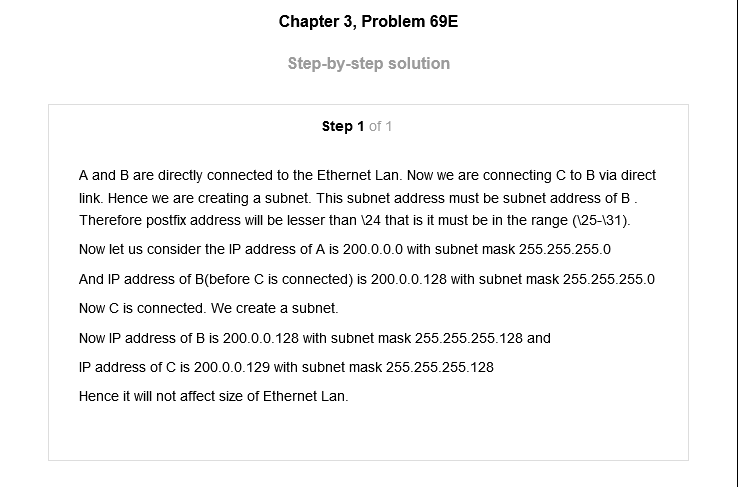 Chapter 3, Problem 69E
Step-by-step solution
Step 1 of 1
A and B are directly connected to the Ethernet Lan. Now we are connecting C to B via direct
link. Hence we are creating a subnet. This subnet address must be subnet address of B .
Therefore postfix address will be lesser than \24 that is it must be in the range (\25-\31).
Now let us consider the IP address of A is 200.0.0.0 with subnet mask 255.255.255.0
And IP address of B(before C is connected) is 200.0.0.128 with subnet mask 255.255.255.0
Now C is connected. We create a subnet.
Now IP address of B is 200.0.0.128 with subnet mask 255.255.255.128 and
IP address of C is 200.0.0.129 with subnet mask 255.255.255.128
Hence it will not affect size of Ethernet Lan.